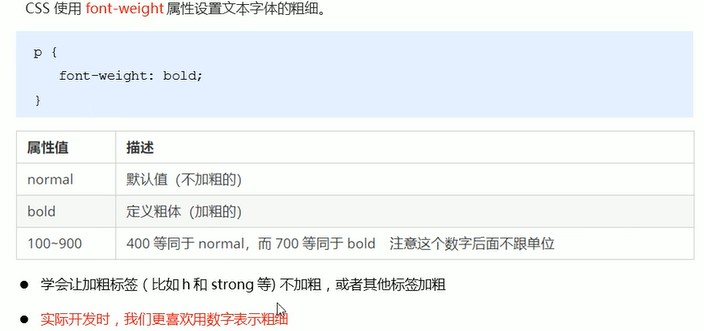 CSS 使用 font-weight 属性设置文本字体的粗细。
p {
font-weight: bold;
}
属性值 描述
normal 默认值（不加粗的）
bold 定义粗体（加粗的）
100~900 400 等同于 normal，而 700 等同于 bold 注意这个数字后面不跟单位
● 学会让加粗标签（比如 h 和 strong 等) 不加粗，或者其他标签加粗
● 实际开发时，我们更喜欢用数字表示粗细